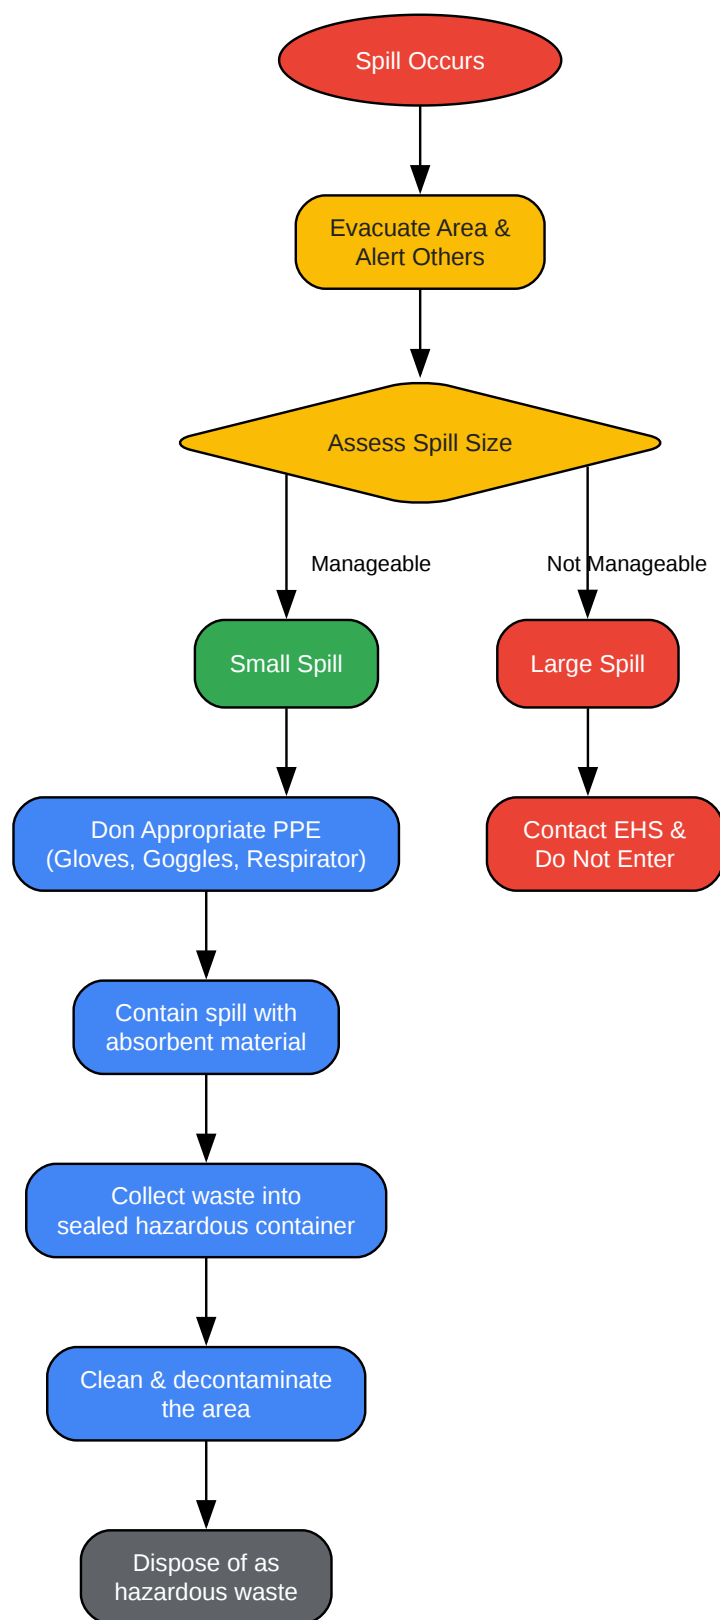 Spill Occurs
Evacuate Area &
Alert Others
Assess Spill Size
Manageable
Not Manageable
Small Spill
Large Spill
Don Appropriate PPE
(Gloves, Goggles, Respirator)
Contact EHS &
Do Not Enter
Contain spill with
absorbent material
Collect waste into
sealed hazardous container
Clean & decontaminate
the area
Dispose of as
hazardous waste